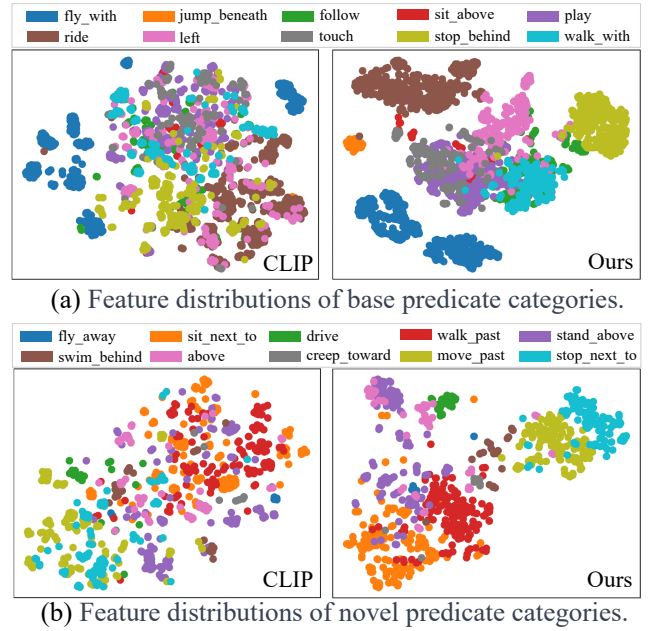 fly_with jump_beneath follow sit_above play
ride left touch stop_behind walk_with
CLIP Ours
(a) Feature distributions of base predicate categories.
fly_away sit_next_to drive walk_past stand_above
swim_behind above creep_toward move_past stop_next_to
CLIP Ours
(b) Feature distributions of novel predicate categories.